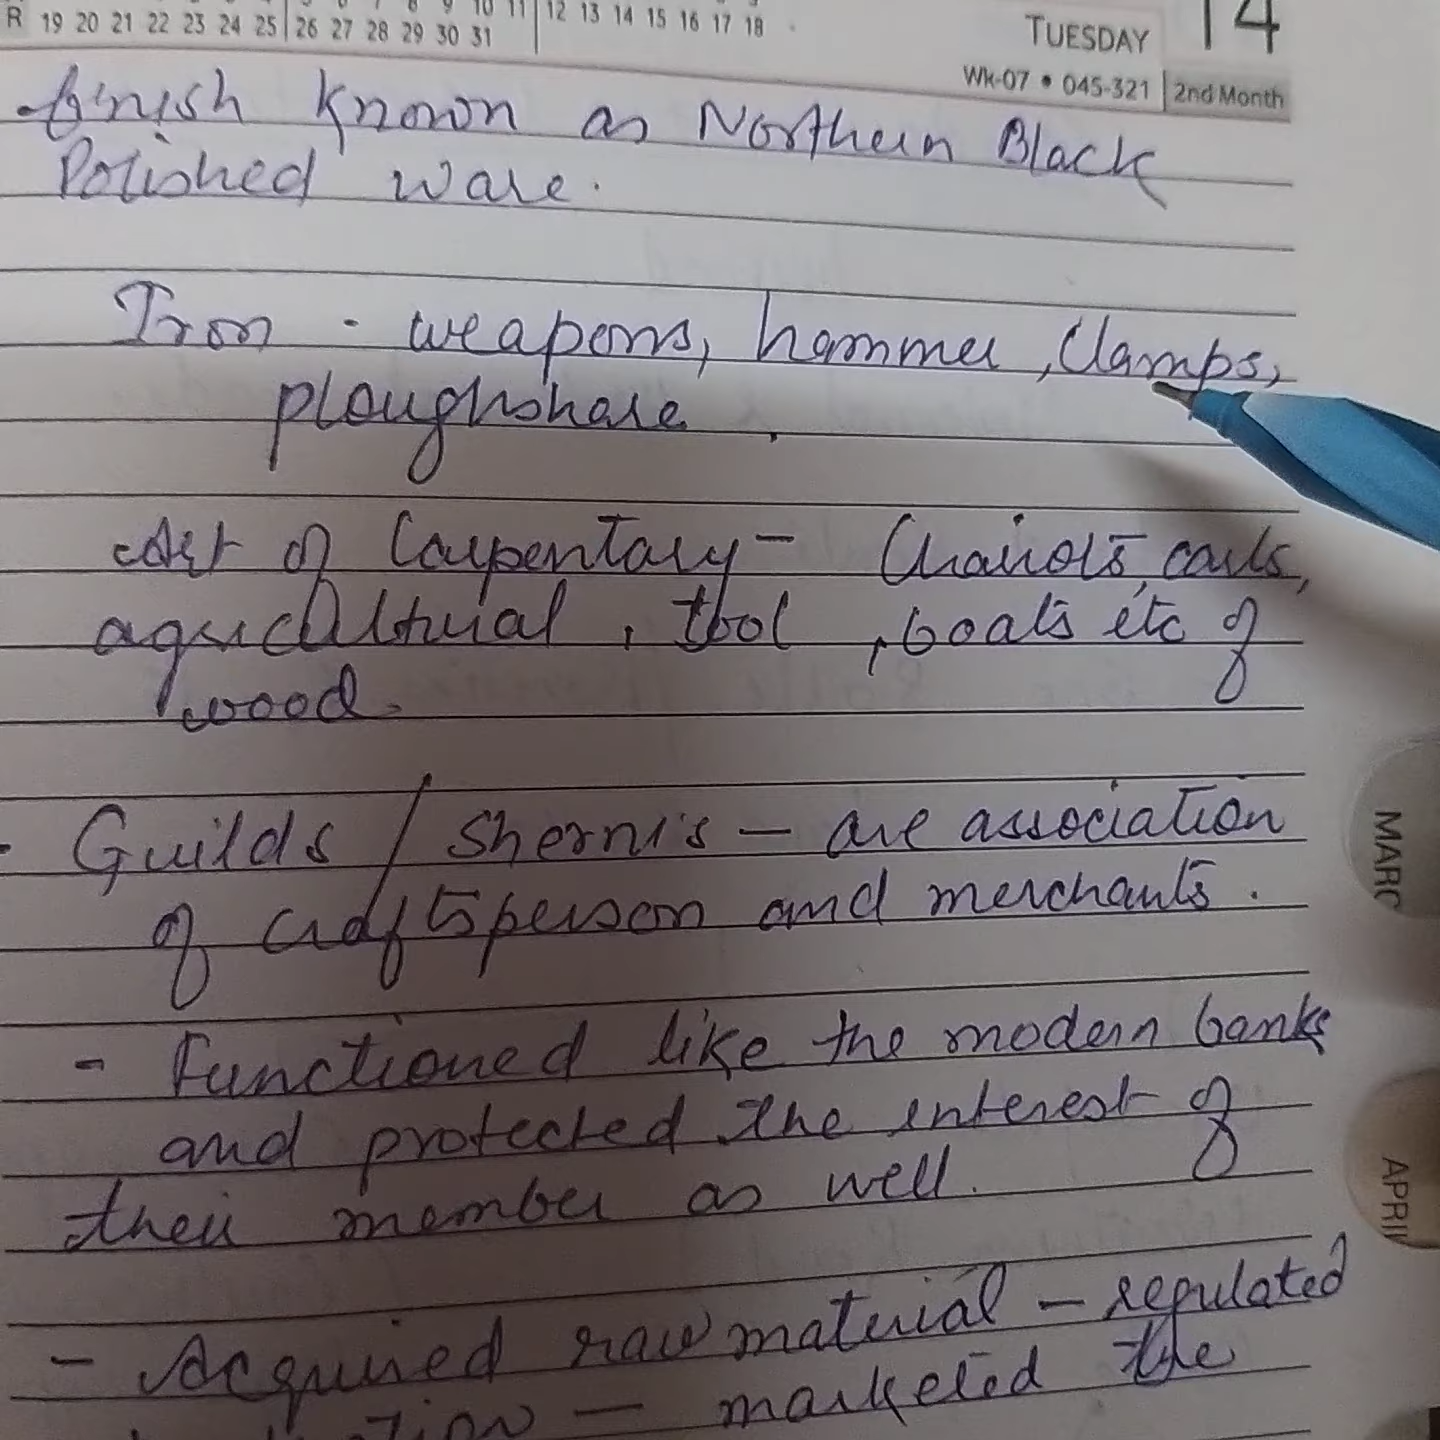 R 19 20 21 22 23 24 25 26 27 28 29 30 31 12 13 14 15 16 17 18
TUESDAY 14
Wk-07 • 045-321 2nd Month
finish known as Northern Black
Polished ware.
Iron - weapons, hammer, Clamps,
ploughshare.
Art of Carpentary - Chariots, carts,
agricultural, tool, boats etc of
wood.
Guilds / Shernis - are association
of craftsperson and merchants.
- Functioned like the modern banks
and protected the interest of
their member as well.
- Acquired raw material - regulated
- marketed the
MARC
APRIL